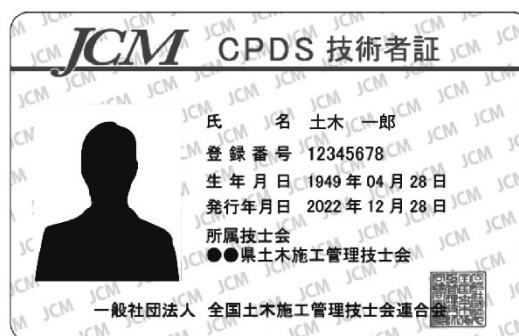 JCM CPDS 技術者証
氏 名 土木 一郎
登録番号 12345678
生年月日 1949年04月28日
発行年月日 2022年12月28日
所属技士会
●●県土木施工管理技士会
一般社団法人 全国土木施工管理技士会連合会